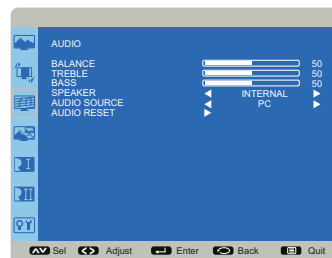 AUDIO
BALANCE 50
TREBLE 50
BASS 50
SPEAKER INTERNAL
AUDIO SOURCE PC
AUDIO RESET
Sel Adjust Enter Back Quit